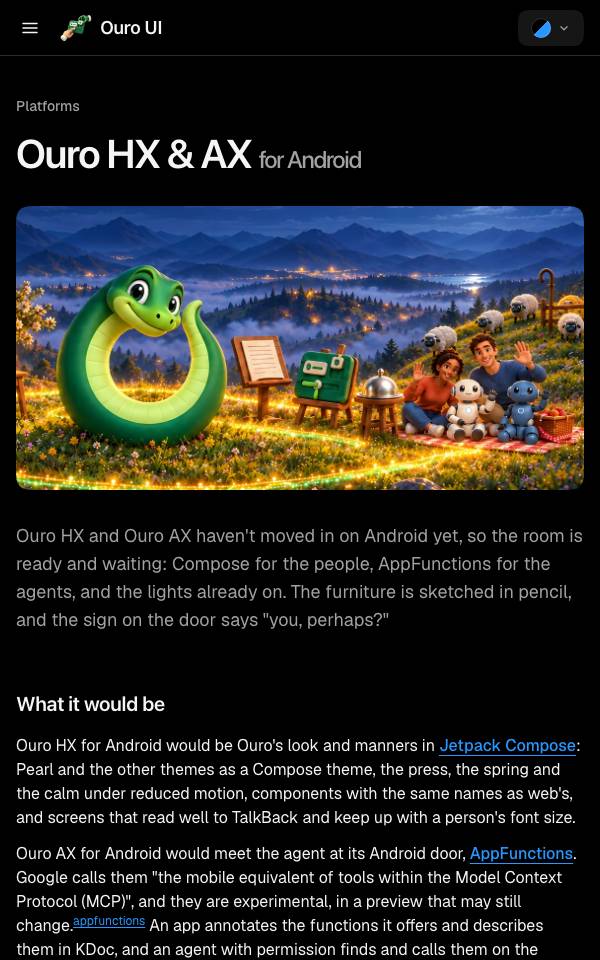 Ouro UI
Platforms
Ouro HX & AX for Android
Ouro HX and Ouro AX haven't moved in on Android yet, so the room is
ready and waiting: Compose for the people, AppFunctions for the
agents, and the lights already on. The furniture is sketched in pencil,
and the sign on the door says "you, perhaps?"
What it would be
Ouro HX for Android would be Ouro's look and manners in Jetpack Compose:
Pearl and the other themes as a Compose theme, the press, the spring and
the calm under reduced motion, components with the same names as web's,
and screens that read well to TalkBack and keep up with a person's font size.
Ouro AX for Android would meet the agent at its Android door, AppFunctions.
Google calls them "the mobile equivalent of tools within the Model Context
Protocol (MCP)", and they are experimental, in a preview that may still
change.appfunctions An app annotates the functions it offers and describes
them in KDoc, and an agent with permission finds and calls them on the